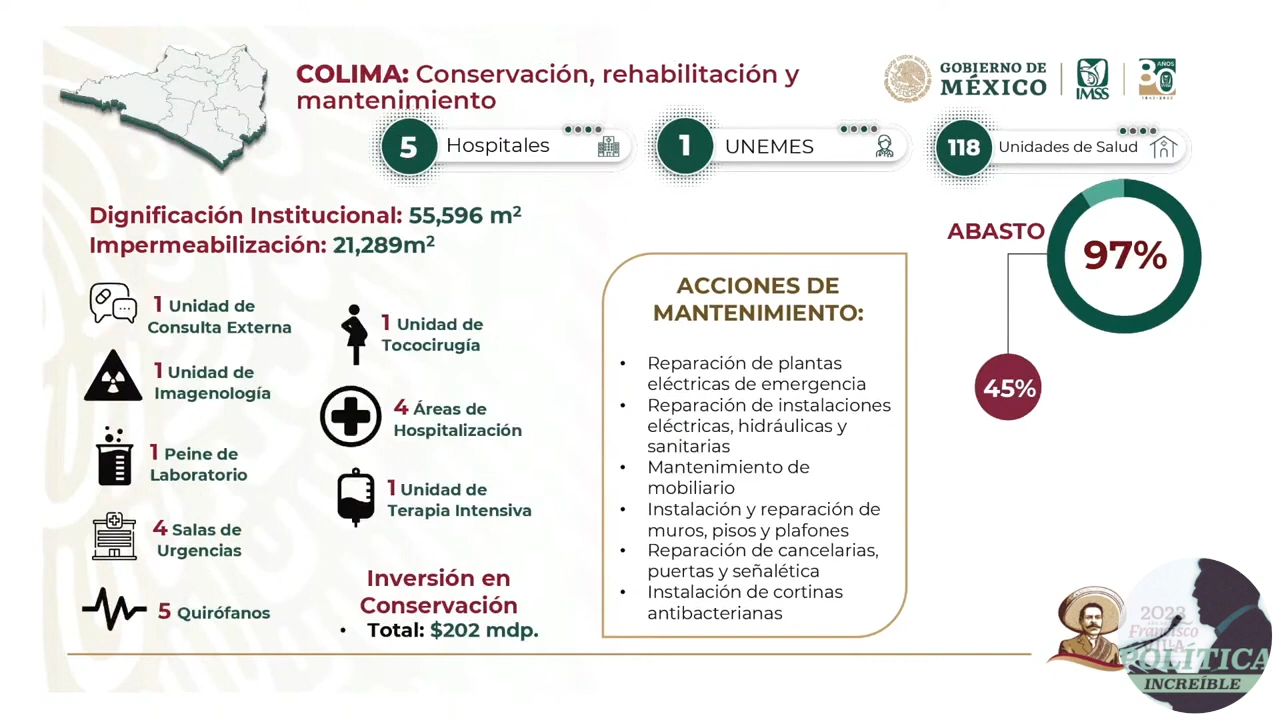 COLIMA: Conservación, rehabilitación y
mantenimiento
GOBIERNO DE
MÉXICO
IMSS
AÑOS
5
Hospitales
1
UNEMES
118
Unidades de Salud
Dignificación Institucional: 55,596 m²
Impermeabilización: 21,289m²
ABASTO
97%
45%
1 Unidad de
Consulta Externa
1 Unidad de
Imagenología
1 Peine de
Laboratorio
4 Salas de
Urgencias
5 Quirófanos
1 Unidad de
Tococirugía
4 Áreas de
Hospitalización
1 Unidad de
Terapia Intensiva
Inversión en
Conservación
• Total: $202 mdp.
ACCIONES DE
MANTENIMIENTO:
• Reparación de plantas
eléctricas de emergencia
• Reparación de instalaciones
eléctricas, hidráulicas y
sanitarias
• Mantenimiento de
mobiliario
• Instalación y reparación de
muros, pisos y plafones
• Reparación de cancelarias,
puertas y señalética
• Instalación de cortinas
antibacterianas
2023
Francisco
VILLA
POLÍTICA
INCREÍBLE